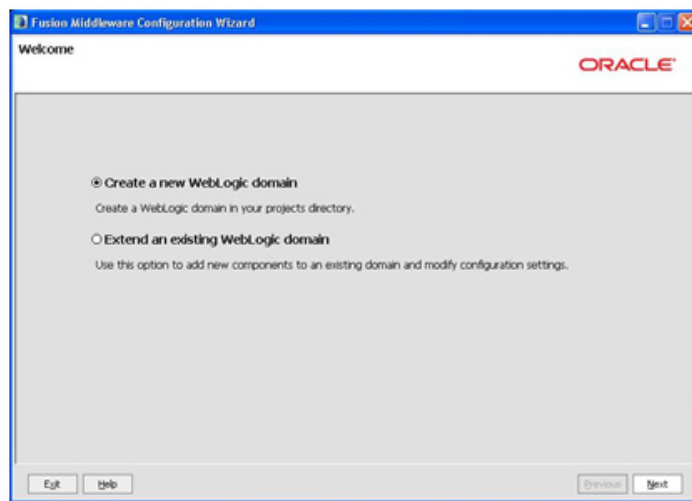 Fusion Middleware Configuration Wizard
Welcome
ORACLE
Create a new WebLogic domain
Create a WebLogic domain in your projects directory.
Extend an existing WebLogic domain
Use this option to add new components to an existing domain and modify configuration settings.
Exit Help Previous Next